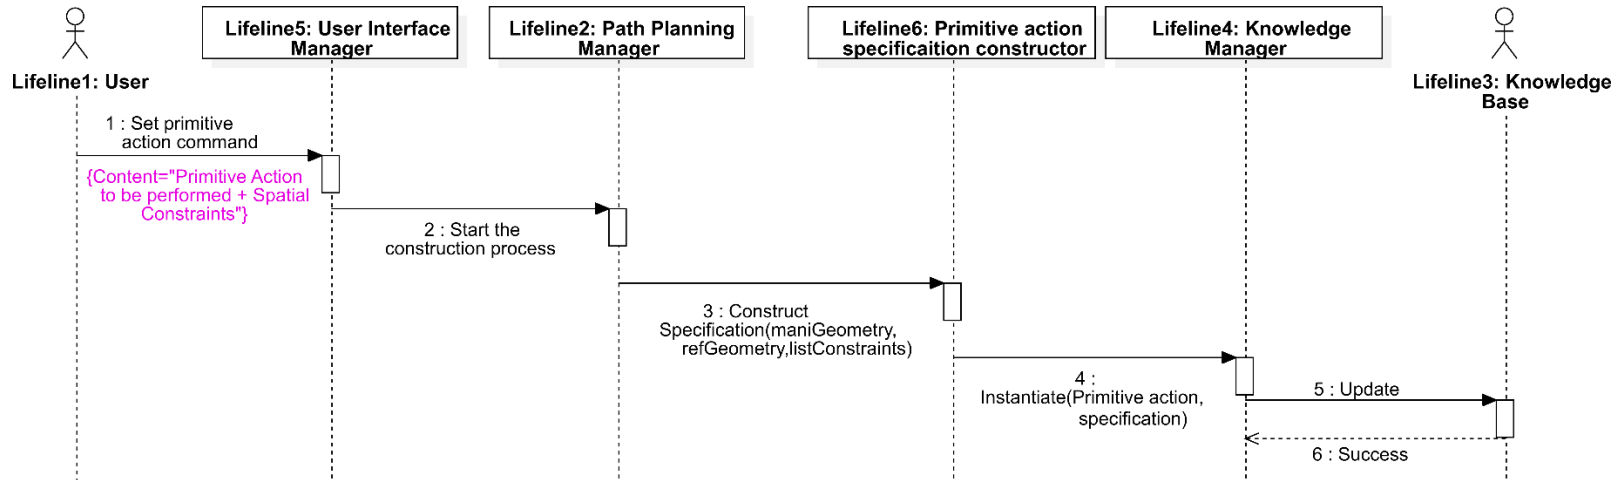 Lifeline1: User
Lifeline5: User Interface
Manager
Lifeline2: Path Planning
Manager
Lifeline6: Primitive action
specificaition constructor
Lifeline4: Knowledge
Manager
Lifeline3: Knowledge
Base
1 : Set primitive
action command
{Content="Primitive Action
to be performed + Spatial
Constraints"}
2 : Start the
construction process
3 : Construct
Specification(maniGeometry,
refGeometry,listConstraints)
4 :
Instantiate(Primitive action,
specification)
5 : Update
6 : Success